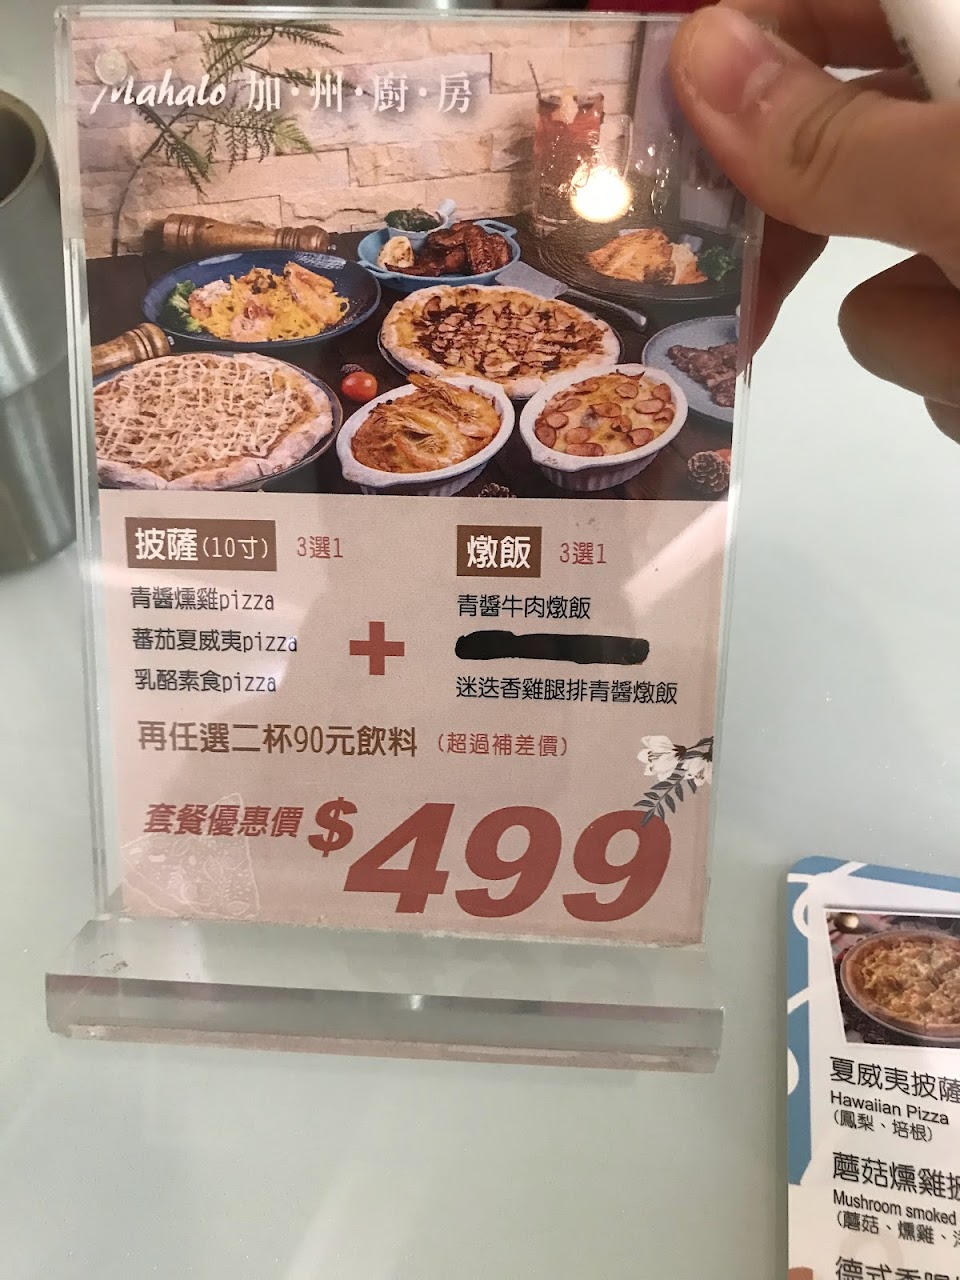 Mahalo 加·州·廚·房
披薩(10寸) 3選1
青醬燻雞pizza
蕃茄夏威夷pizza
乳酪素食pizza
+
燉飯 3選1
青醬牛肉燉飯
迷迭香雞腿排青醬燉飯
再任選二杯90元飲料 (超過補差價)
套餐優惠價 $499
夏威夷披薩
Hawaiian Pizza
(鳳梨、培根)
蘑菇燻雞披
Mushroom smoked
(蘑菇、燻雞、
德式香腸